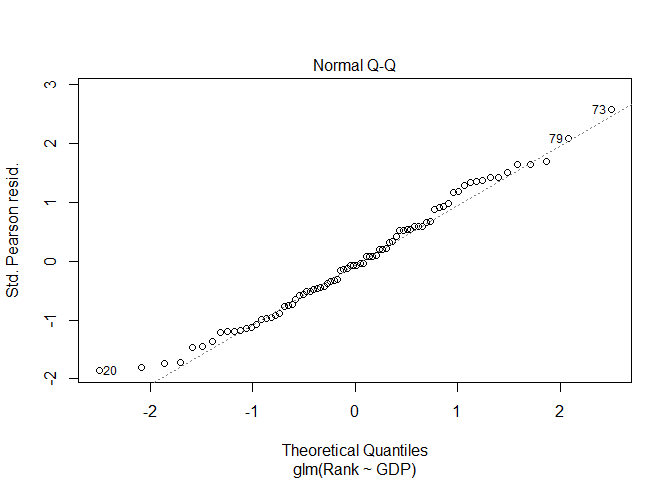 Normal Q-Q
3
2
1
0
-1
-2
Std. Pearson resid.
73
79
20
-2 -1 0 1 2
Theoretical Quantiles
glm(Rank ~ GDP)